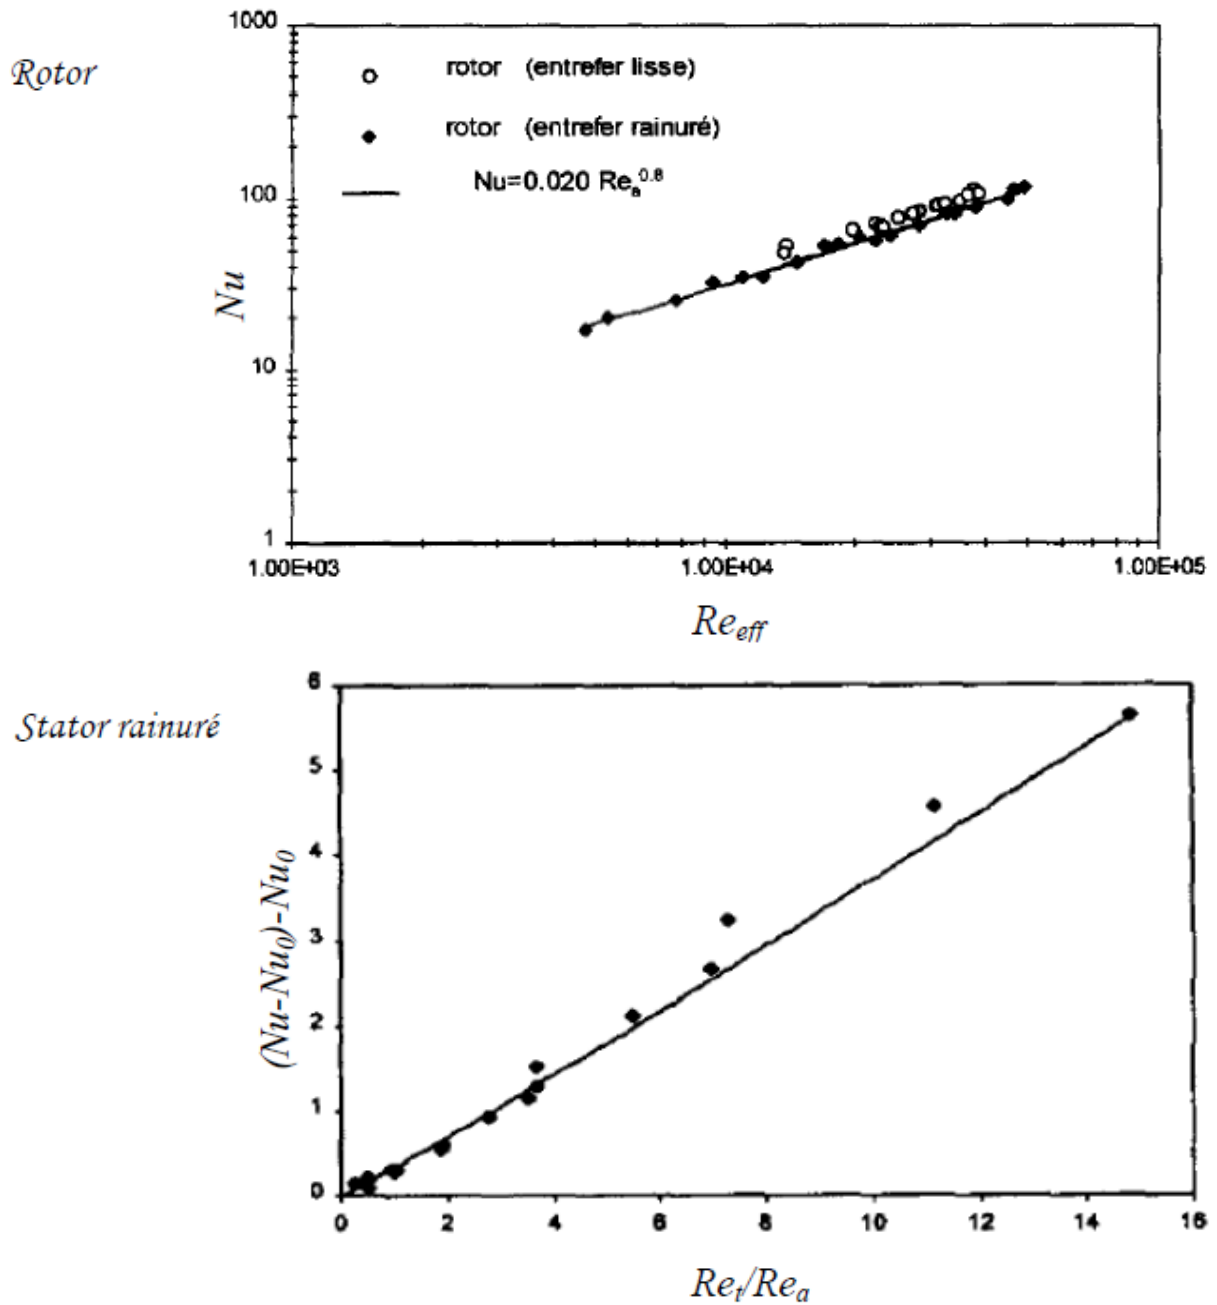 Rotor
1000
100
10
1
Nu
rotor (entrefer lisse)
rotor (entrefer rainuré)
Nu=0.020 Reₐ^0.8
1.00E+03 1.00E+04 1.00E+05
Re_eff
Stator rainuré
6
5
4
3
2
1
0
(Nu-Nu₀)-Nu₀
0 2 4 6 8 10 12 14 16
Re_t/Re_a